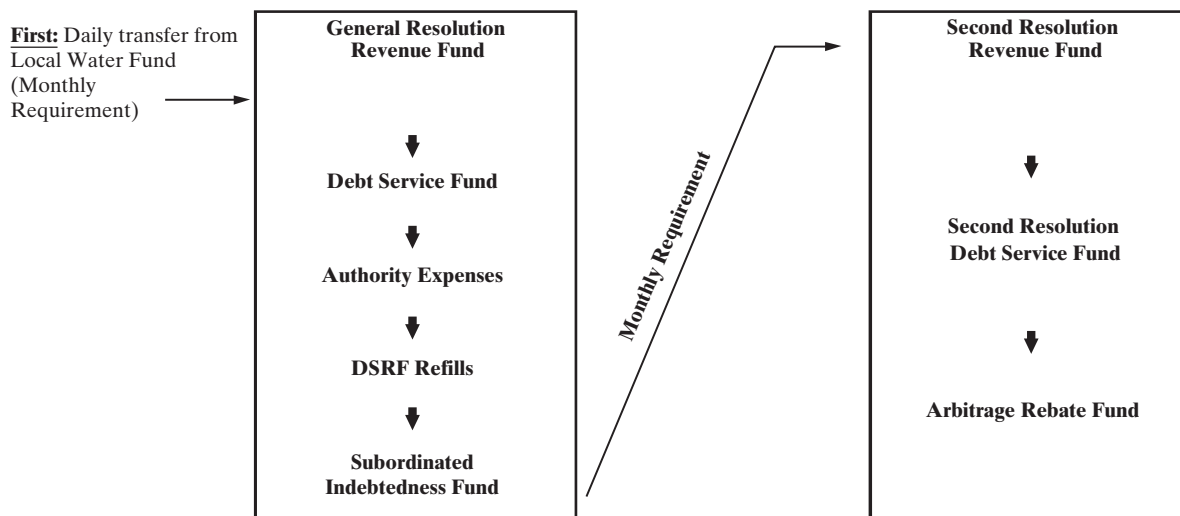 First: Daily transfer from
Local Water Fund
(Monthly
Requirement)
General Resolution
Revenue Fund
Debt Service Fund
Authority Expenses
DSRF Refills
Subordinated
Indebtedness Fund
Monthly Requirement
Second Resolution
Revenue Fund
Second Resolution
Debt Service Fund
Arbitrage Rebate Fund